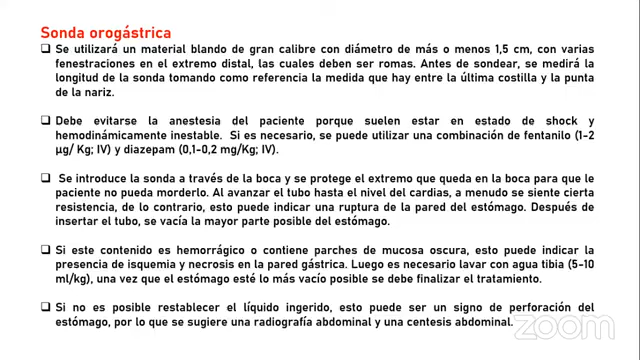 Sonda orogástrica
❑ Se utilizará un material blando de gran calibre con diámetro de más o menos 1,5 cm, con varias
fenestraciones en el extremo distal, las cuales deben ser romas. Antes de sondear, se medirá la
longitud de la sonda tomando como referencia la medida que hay entre la última costilla y la punta
de la nariz.
❑ Debe evitarse la anestesia del paciente porque suelen estar en estado de shock y
hemodinámicamente inestable. Si es necesario, se puede utilizar una combinación de fentanilo (1-2
µg/ Kg; IV) y diazepam (0,1-0,2 mg/Kg; IV).
❑ Se introduce la sonda a través de la boca y se protege el extremo que queda en la boca para que le
paciente no pueda morderlo. Al avanzar el tubo hasta el nivel del cardias, a menudo se siente cierta
resistencia, de lo contrario, esto puede indicar una ruptura de la pared del estómago. Después de
insertar el tubo, se vacía la mayor parte posible del estómago.
❑ Si este contenido es hemorrágico o contiene parches de mucosa oscura, esto puede indicar la
presencia de isquemia y necrosis en la pared gástrica. Luego es necesario lavar con agua tibia (5-10
ml/kg), una vez que el estómago esté lo más vacío posible se debe finalizar el tratamiento.
❑ Si no es posible restablecer el líquido ingerido, esto puede ser un signo de perforación del
estómago, por lo que se sugiere una radiografía abdominal y una centesis abdominal.
zoom